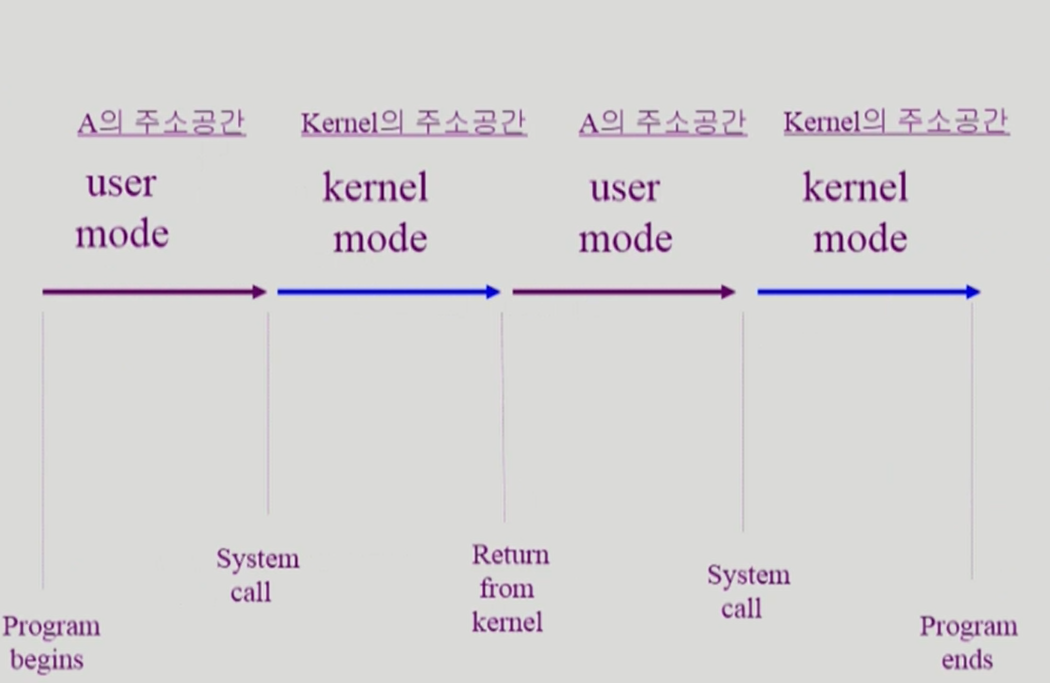 A의 주소공간
Kernel의 주소공간
A의 주소공간
Kernel의 주소공간
user
mode
kernel
mode
user
mode
kernel
mode
System
call
Return
from
kernel
System
call
Program
begins
Program
ends